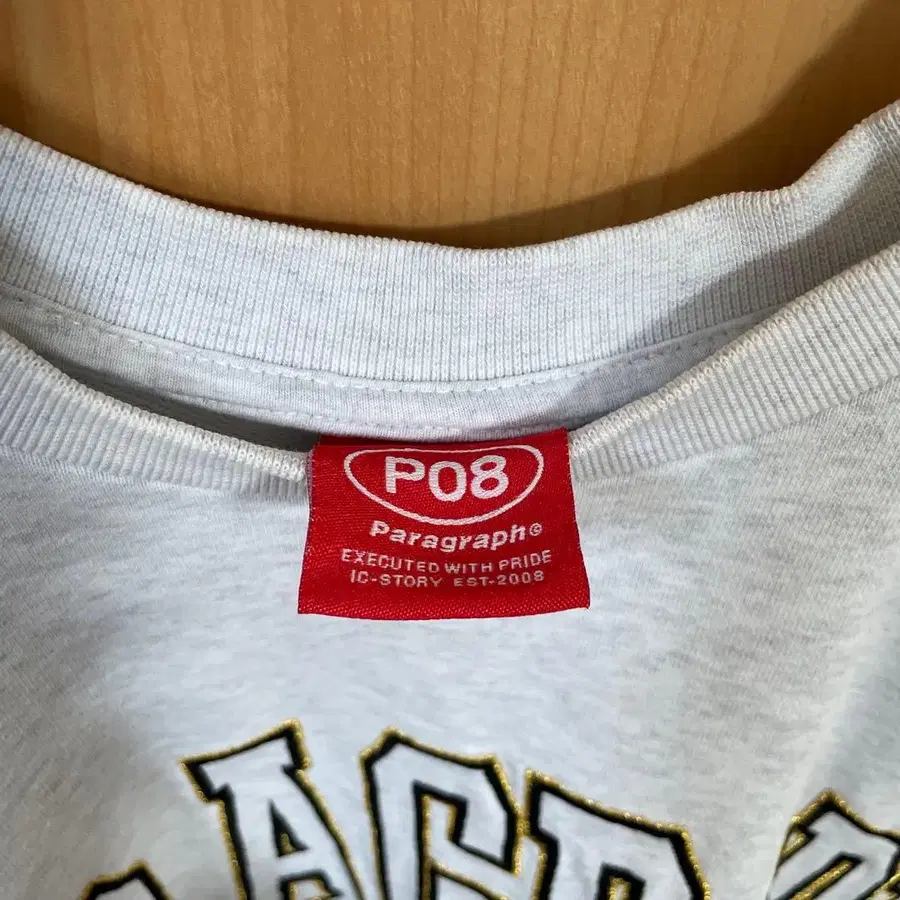 P08
Paragraph©
EXECUTED WITH PRIDE
IC-STORY EST-2008